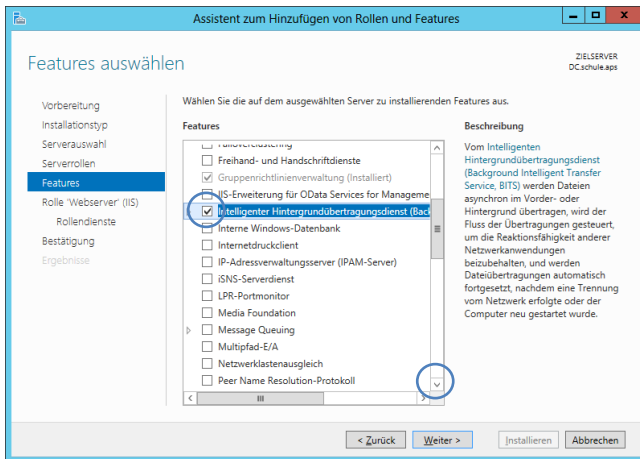 Assistent zum Hinzufügen von Rollen und Features
Features auswählen
ZIELSERVER
DC.schule.aps
Vorbereitung
Installationstyp
Serverauswahl
Serverrollen
Features
Rolle 'Webserver' (IIS)
Rollendienste
Bestätigung
Ergebnisse
Wählen Sie die auf dem ausgewählten Server zu installierenden Features aus.
Features
Failoverclustering
Freihand- und Handschriftdienste
Gruppenrichtlinienverwaltung (Installiert)
IIS-Erweiterung für OData Services for Manageme
Intelligenter Hintergrundübertragungsdienst (Back
Interne Windows-Datenbank
Internetdruckclient
IP-Adressverwaltungsserver (IPAM-Server)
iSNS-Serverdienst
LPR-Portmonitor
Media Foundation
Message Queuing
Multipfad-E/A
Netzwerklastenausgleich
Peer Name Resolution-Protokoll
Beschreibung
Vom Intelligenten
Hintergrundübertragungsdienst
(Background Intelligent Transfer
Service, BITS) werden Dateien
asynchron im Vorder- oder
Hintergrund übertragen, wird der
Fluss der Übertragungen gesteuert,
um die Reaktionsfähigkeit anderer
Netzwerkanwendungen
beizubehalten, und werden
Dateiübertragungen automatisch
fortgesetzt, nachdem eine Trennung
vom Netzwerk erfolgte oder der
Computer neu gestartet wurde.
< Zurück
Weiter >
Installieren
Abbrechen